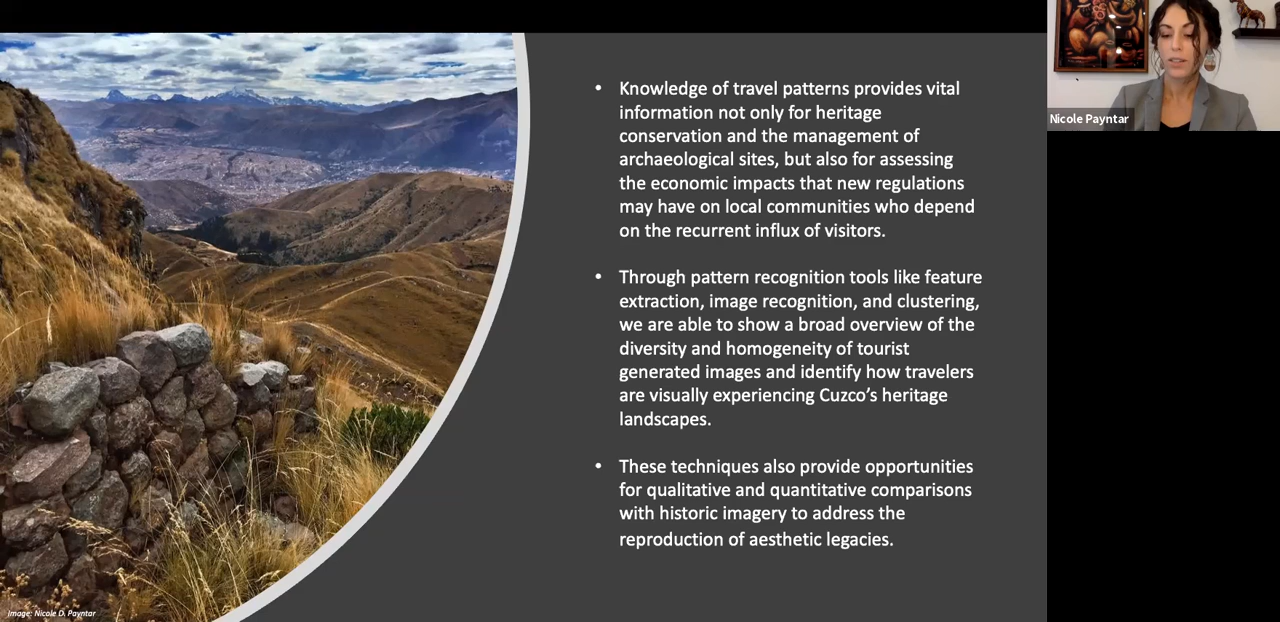 • Knowledge of travel patterns provides vital
information not only for heritage
conservation and the management of
archaeological sites, but also for assessing
the economic impacts that new regulations
may have on local communities who depend
on the recurrent influx of visitors.
• Through pattern recognition tools like feature
extraction, image recognition, and clustering,
we are able to show a broad overview of the
diversity and homogeneity of tourist
generated images and identify how travelers
are visually experiencing Cuzco’s heritage
landscapes.
• These techniques also provide opportunities
for qualitative and quantitative comparisons
with historic imagery to address the
reproduction of aesthetic legacies.
Image: Nicole D. Payntar
Nicole Payntar